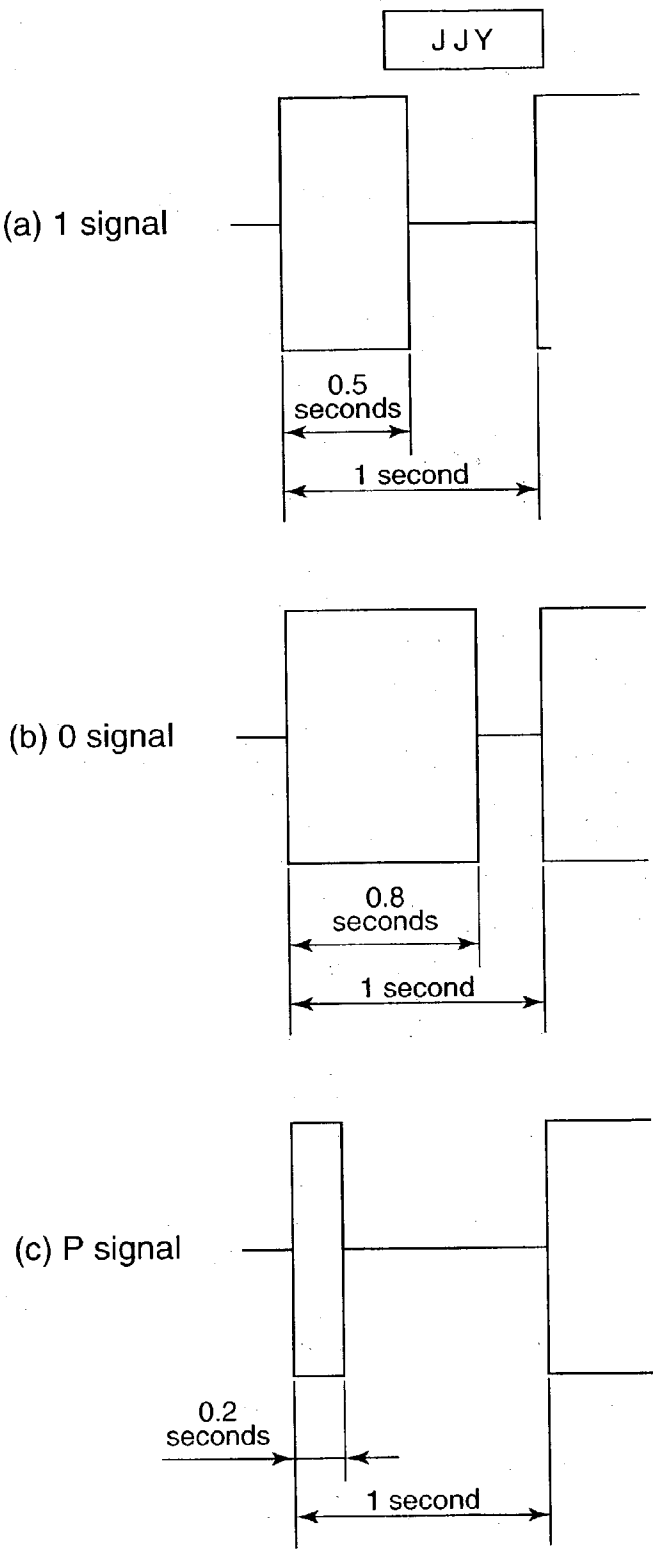 JJY
(a) 1 signal
0.5
seconds
1 second
(b) 0 signal
0.8
seconds
1 second
(c) P signal
0.2
seconds
1 second